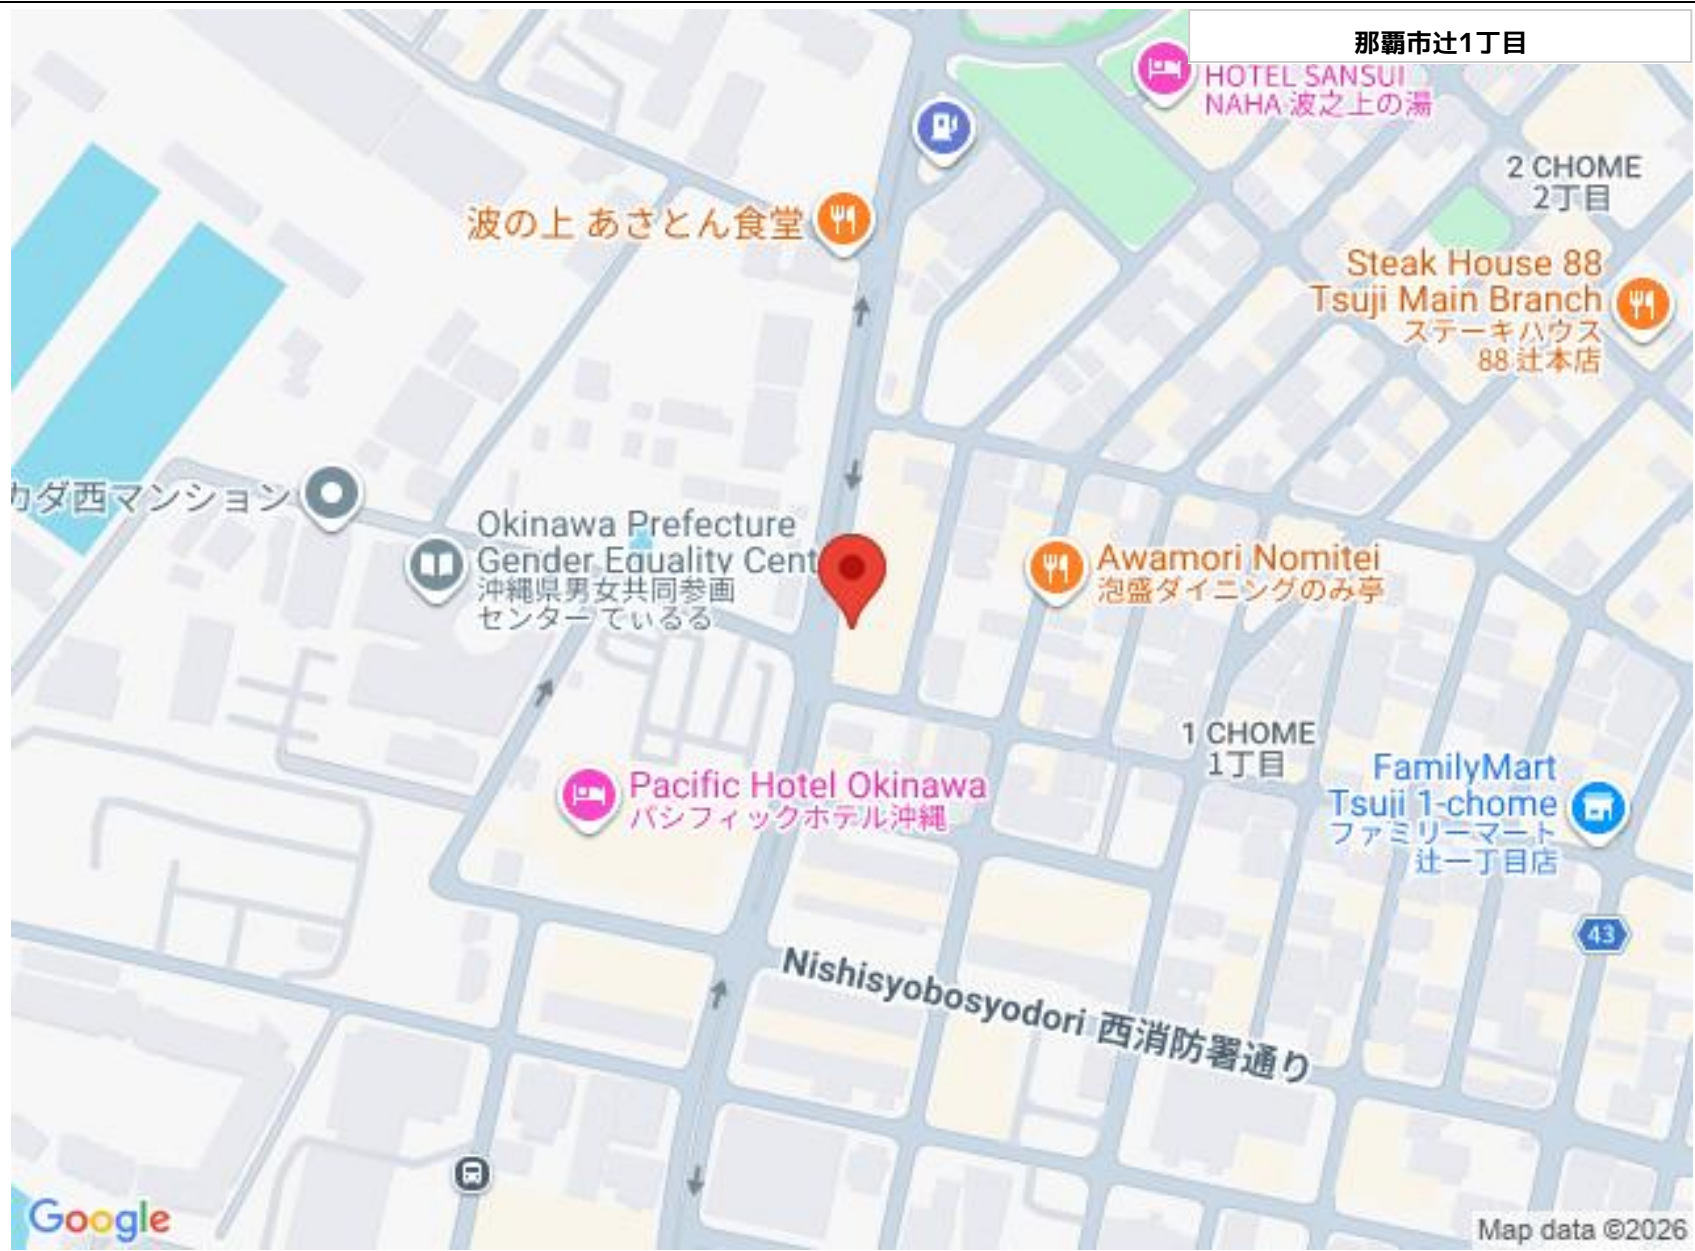 那覇市辻1丁目
HOTEL SANSUI
NAHA 波之上の湯
2 CHOME
2丁目
波の上 あさとん食堂
Steak House 88
Tsuji Main Branch
ステーキハウス
88 辻本店
カダ西マンション
Okinawa Prefecture
Gender Equality Cent
沖縄県男女共同参画
センター てぃるる
Awamori Nomitei
泡盛ダイニングのみ亭
1 CHOME
1丁目
Pacific Hotel Okinawa
パシフィックホテル沖縄
FamilyMart
Tsuji 1-chome
ファミリーマート
辻一丁目店
43
Nishisyobosyodori 西消防署通り
Google
Map data ©2026